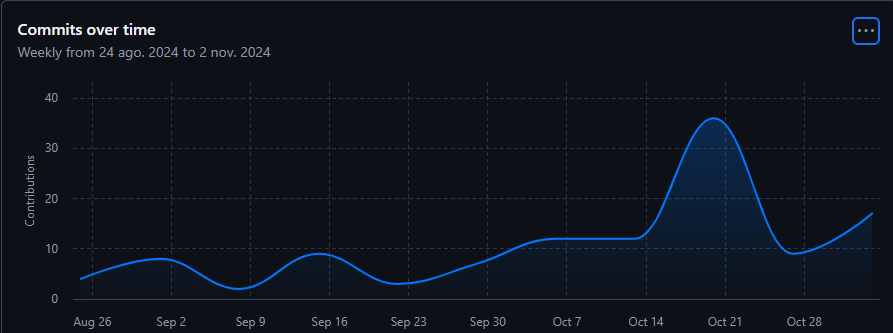 Commits over time
Weekly from 24 ago. 2024 to 2 nov. 2024
Contributions
40
30
20
10
0
Aug 26 Sep 2 Sep 9 Sep 16 Sep 23 Sep 30 Oct 7 Oct 14 Oct 21 Oct 28